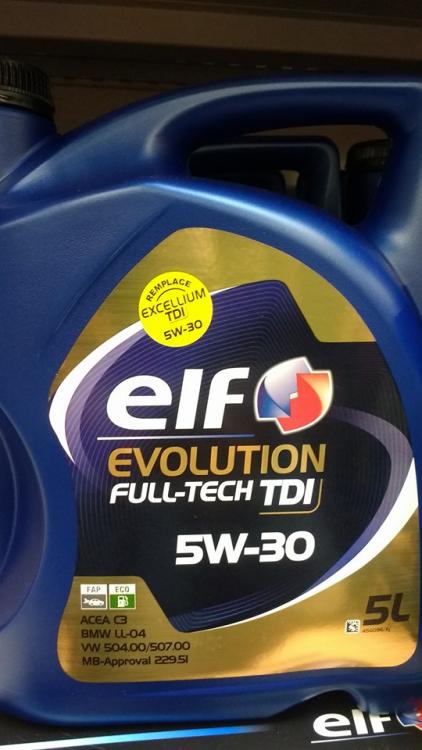 REMPLACE
EXCELLIUM
TDI
5W-30
elf
EVOLUTION
FULL-TECH TDI
5W-30
FAP ECO
ACEA C3
BMW LL-04
VW 504.00/507.00
MB-Approval 229.51
5L
elf